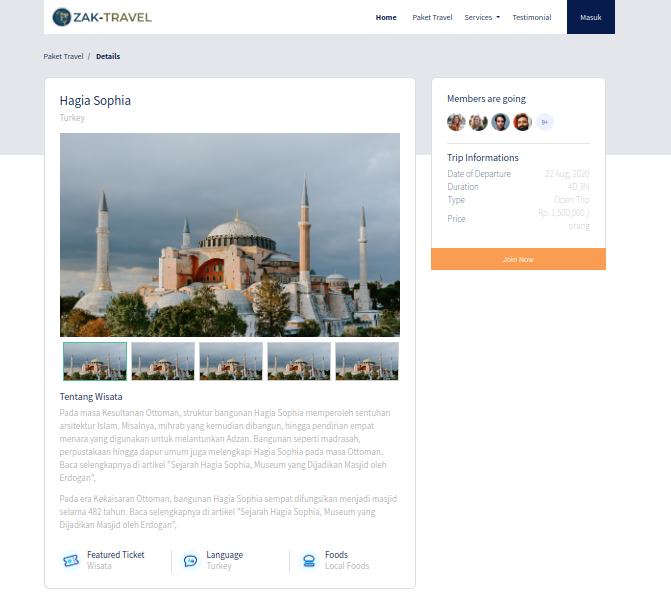 ZAK-TRAVEL
Home Paket Travel Services Testimonial Masuk
Paket Travel / Details
Hagia Sophia
Turkey
Tentang Wisata
Pada masa Kesultanan Ottoman, struktur bangunan Hagia Sophia memperoleh sentuhan
arsitektur Islam. Misalnya, mihrab yang kemudian dibangun, hingga pendirian empat
menara yang digunakan untuk melantunkan Adzan. Bangunan seperti madrasah,
perpustakaan hingga dapur umum juga melengkapi Hagia Sophia pada masa Ottoman.
Baca selengkapnya di artikel "Sejarah Hagia Sophia, Museum yang Dijadikan Masjid oleh
Erdogan",
Pada era Kekaisaran Ottoman, bangunan Hagia Sophia sempat difungsikan menjadi masjid
selama 482 tahun. Baca selengkapnya di artikel "Sejarah Hagia Sophia, Museum yang
Dijadikan Masjid oleh Erdogan",
Featured Ticket
Wisata
Language
Turkey
Foods
Local Foods
Members are going
9+
Trip Informations
Date of Departure 22 Aug, 2020
Duration 4D 3N
Type Open Trip
Price Rp. 1,500,000 /
orang
Join Now